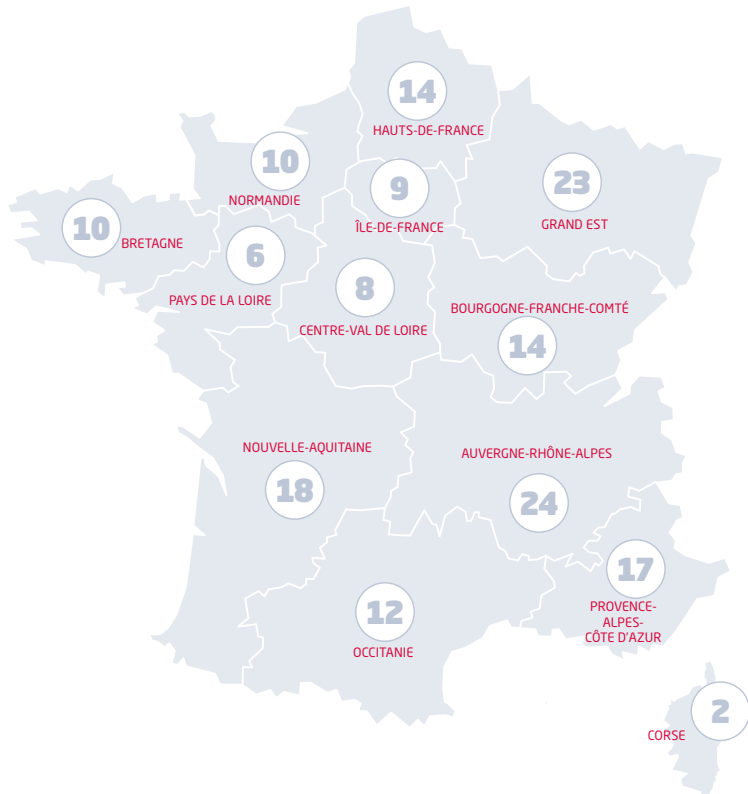 14
HAUTS-DE-FRANCE
10
NORMANDIE
9
ÎLE-DE-FRANCE
23
GRAND EST
10
BRETAGNE
6
PAYS DE LA LOIRE
8
CENTRE-VAL DE LOIRE
BOURGOGNE-FRANCHE-COMTÉ
14
NOUVELLE-AQUITAINE
18
AUVERGNE-RHÔNE-ALPES
24
12
OCCITANIE
17
PROVENCE-
ALPES-
CÔTE D'AZUR
2
CORSE